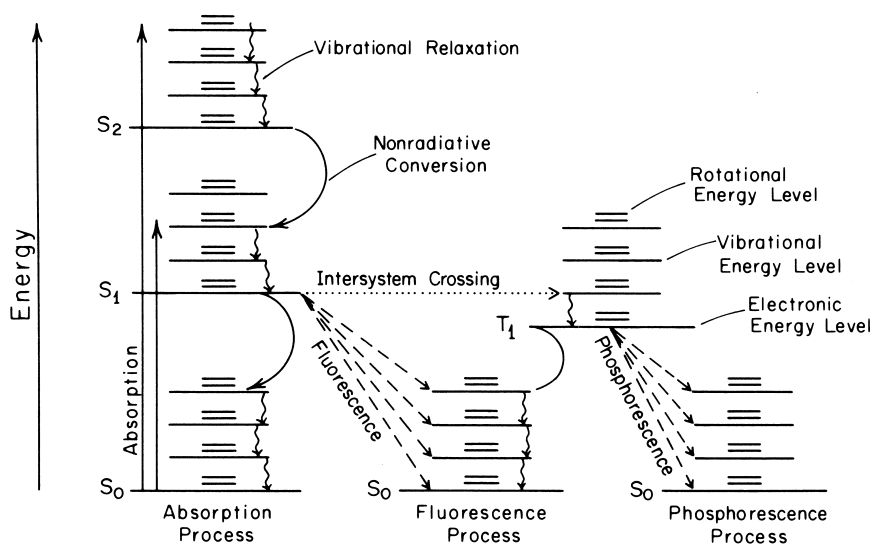 Energy
Absorption
S2
S1
S0
Vibrational Relaxation
Nonradiative
Conversion
Intersystem Crossing
Fluorescence
T1
S0
Phosphorescence
S0
Rotational
Energy Level
Vibrational
Energy Level
Electronic
Energy Level
Absorption
Process
Fluorescence
Process
Phosphorescence
Process